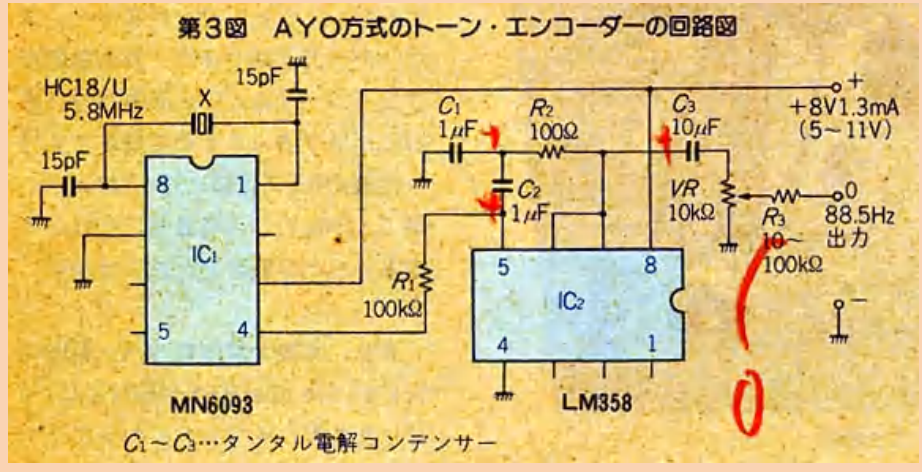 第3図 AYO方式のトーン・エンコーダーの回路図
HC18/U
5.8MHz
X
15pF
15pF
8
1
IC1
5
4
MN6093
C1
1μF
R2
100Ω
C2
1μF
R1
100kΩ
C3
10μF
VR
10kΩ
+
+8V1.3mA
(5~11V)
0
88.5Hz
出力
R3
10~
100kΩ
−
5
8
IC2
4
1
LM358
0
C1~C3…タンタル電解コンデンサー